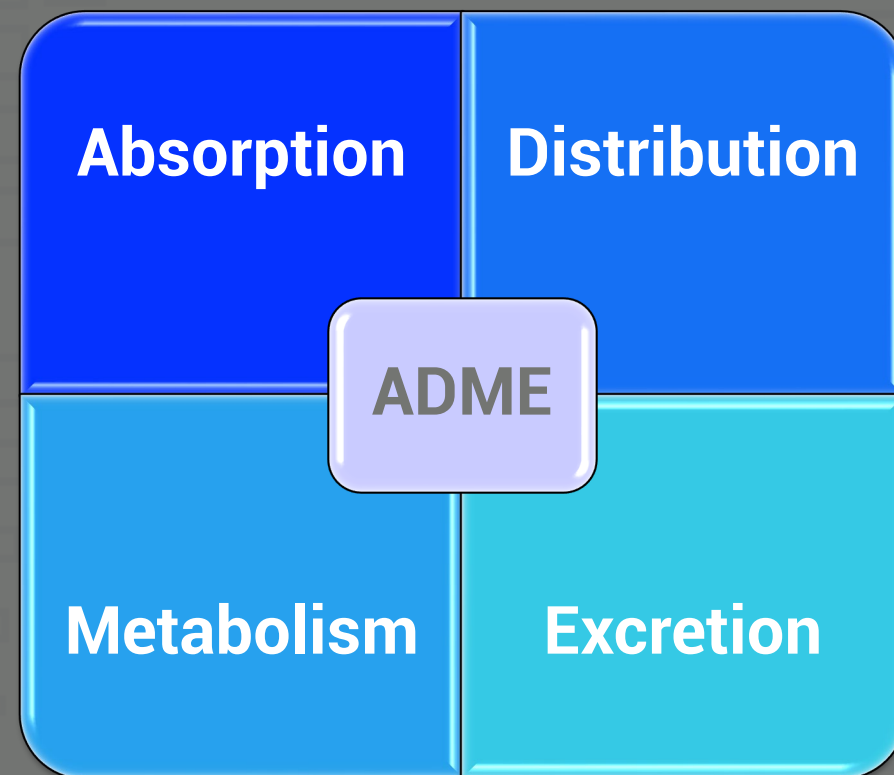 Absorption
Distribution
ADME
Metabolism
Excretion